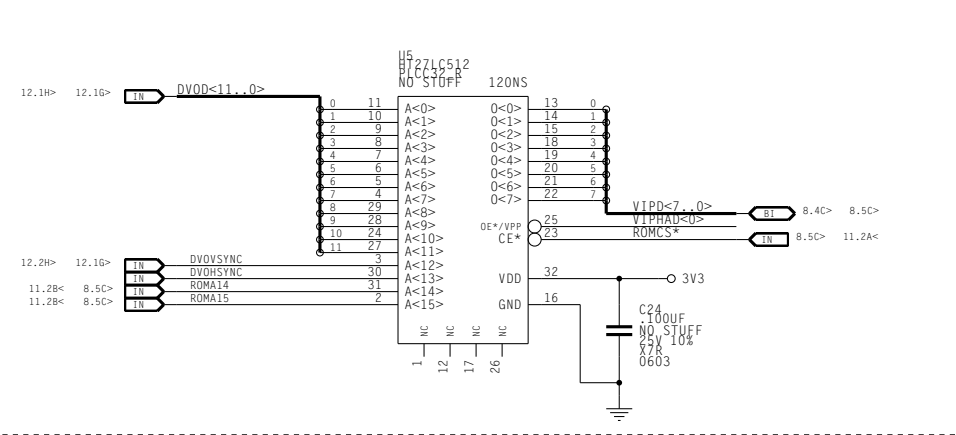 U5
HT27LC512
PLCC32_R
NO STUFF 120NS
12.1H> 12.1G> IN DVOD<11..0>
0 11 A<0> O<0> 13 0
1 10 A<1> O<1> 14 1
2 9 A<2> O<2> 15 2
3 8 A<3> O<3> 18 3
4 7 A<4> O<4> 19 4
5 6 A<5> O<5> 20 5
6 5 A<6> O<6> 21 6
7 4 A<7> O<7> 22 7
8 29 A<8> VIPD<7..0> BI 8.4C> 8.5C>
9 28 A<9> OE*/VPP 25 VIPHAD<0>
10 24 A<10> CE* 23 ROMCS* IN 8.5C> 11.2A<
11 27 A<11>
12.2H> 12.1G> IN DVOVSYNC 3 A<12>
IN DVOHSYNC 30 A<13> VDD 32 3V3
11.2B< 8.5C> IN ROMA14 31 A<14>
11.2B< 8.5C> IN ROMA15 2 A<15> GND 16
NC NC NC NC
1 12 17 26
C24
.100UF
NO STUFF
25V 10%
X7R
0603